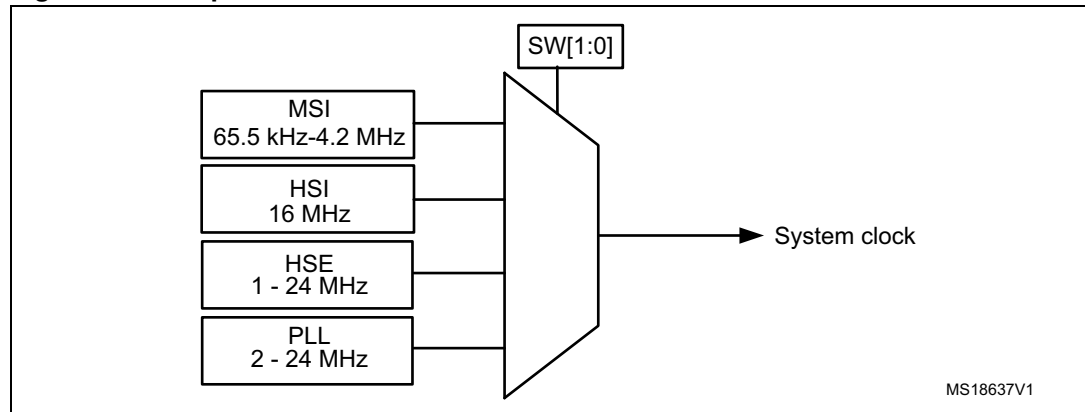 SW[1:0]
MSI
65.5 kHz-4.2 MHz
HSI
16 MHz
HSE
1 - 24 MHz
PLL
2 - 24 MHz
System clock
MS18637V1